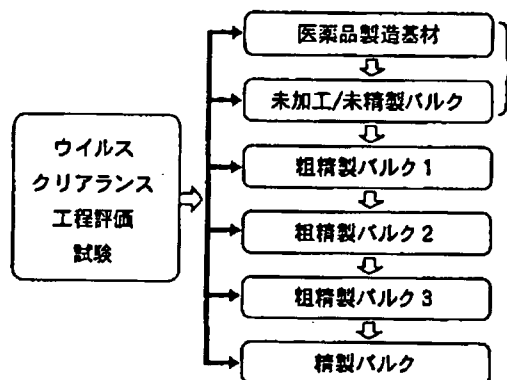 医薬品製造基材
未加工/未精製バルク
ウイルス
クリアランス
工程評価
試験
粗精製バルク1
粗精製バルク2
粗精製バルク3
精製バルク